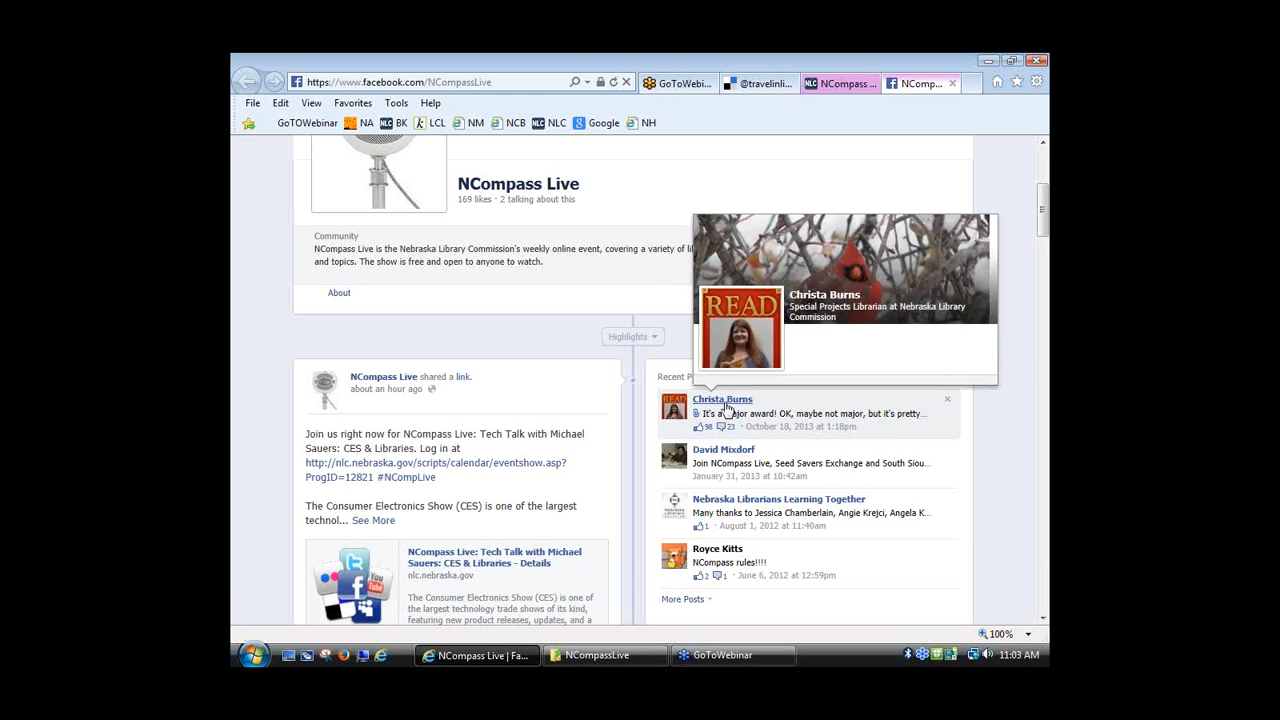 https://www.facebook.com/NCompassLive
GoToWebi...
@travelinli...
NLC NCompass ...
NComp...
File Edit View Favorites Tools Help
GoTOWebinar NA NLC BK k LCL NM NCB NLC NLC 8 Google NH
NCompass Live
169 likes · 2 talking about this
Community
NCompass Live is the Nebraska Library Commission's weekly online event, covering a variety of li
and topics. The show is free and open to anyone to watch.
About
Highlights
READ
Christa Burns
Special Projects Librarian at Nebraska Library
Commission
NCompass Live shared a link.
about an hour ago
Join us right now for NCompass Live: Tech Talk with Michael
Sauers: CES & Libraries. Log in at
http://nlc.nebraska.gov/scripts/calendar/eventshow.asp?
ProgID=12821 #NCompLive
The Consumer Electronics Show (CES) is one of the largest
technol... See More
You
Tube
NCompass Live: Tech Talk with Michael
Sauers: CES & Libraries - Details
nlc.nebraska.gov
The Consumer Electronics Show (CES) is one of
the largest technology trade shows of its kind,
featuring new product releases, updates, and a
Recent P
READ
Christa Burns
It's a major award! OK, maybe not major, but it's pretty...
98 23 · October 18, 2013 at 1:18pm
David Mixdorf
Join NCompass Live, Seed Savers Exchange and South Siou...
January 31, 2013 at 10:42am
Nebraska Librarians Learning Together
Many thanks to Jessica Chamberlain, Angie Krejci, Angela K...
1 · August 1, 2012 at 11:40am
Royce Kitts
NCompass rules!!!!
2 1 · June 6, 2012 at 12:59pm
More Posts
100%
NCompass Live | Fa...
NCompassLive
GoToWebinar
11:03 AM